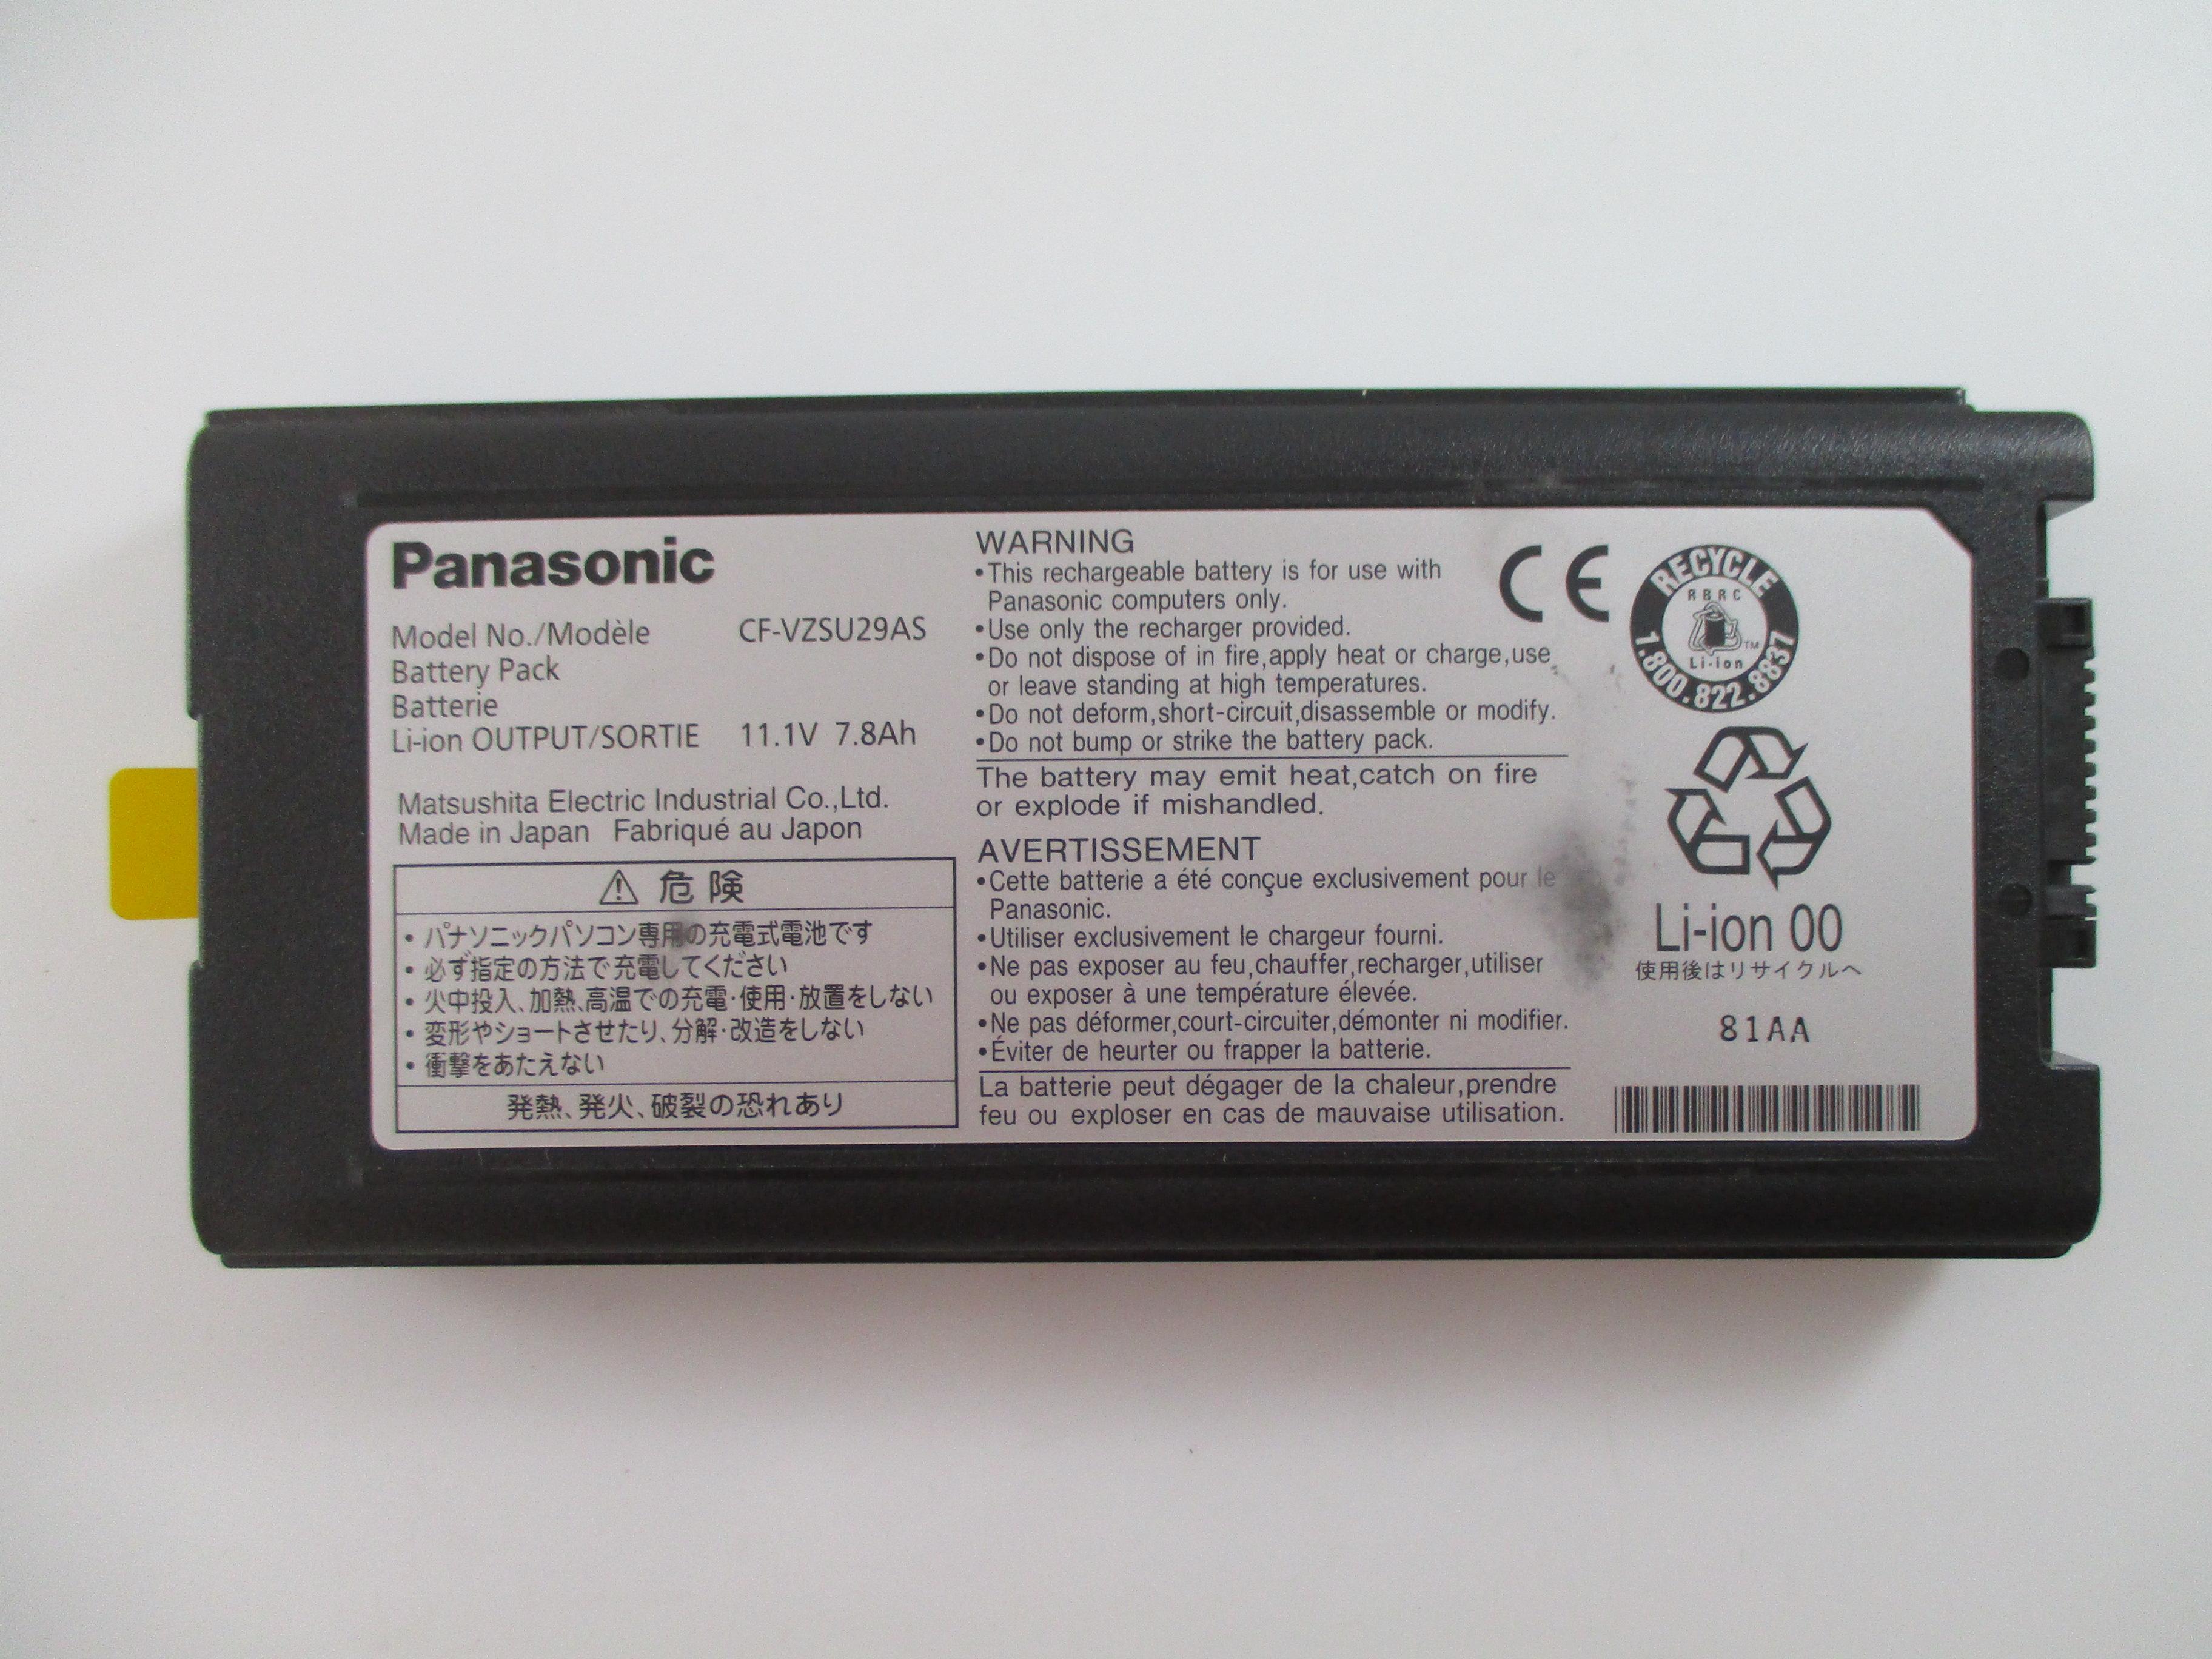 Panasonic
Model No./Modèle CF-VZSU29AS
Battery Pack
Batterie
Li-ion OUTPUT/SORTIE 11.1V 7.8Ah
Matsushita Electric Industrial Co.,Ltd.
Made in Japan Fabriqué au Japon
危険
• パナソニックパソコン専用の充電式電池です
• 必ず指定の方法で充電してください
• 火中投入、加熱、高温での充電・使用・放置をしない
• 変形やショートさせたり、分解・改造をしない
• 衝撃をあたえない
発熱、発火、破裂の恐れあり
WARNING
•This rechargeable battery is for use with
Panasonic computers only.
•Use only the recharger provided.
•Do not dispose of in fire,apply heat or charge,use
or leave standing at high temperatures.
•Do not deform,short-circuit,disassemble or modify.
•Do not bump or strike the battery pack.
The battery may emit heat,catch on fire
or explode if mishandled.
AVERTISSEMENT
•Cette batterie a été conçue exclusivement pour le
Panasonic.
•Utiliser exclusivement le chargeur fourni.
•Ne pas exposer au feu,chauffer,recharger,utiliser
ou exposer à une température élevée.
•Ne pas déformer,court-circuiter,démonter ni modifier.
•Éviter de heurter ou frapper la batterie.
La batterie peut dégager de la chaleur,prendre
feu ou exploser en cas de mauvaise utilisation.
CE
RECYCLE
RBRC
TM
Li-ion
1.800.822.8837
Li-ion 00
使用後はリサイクルへ
81AA